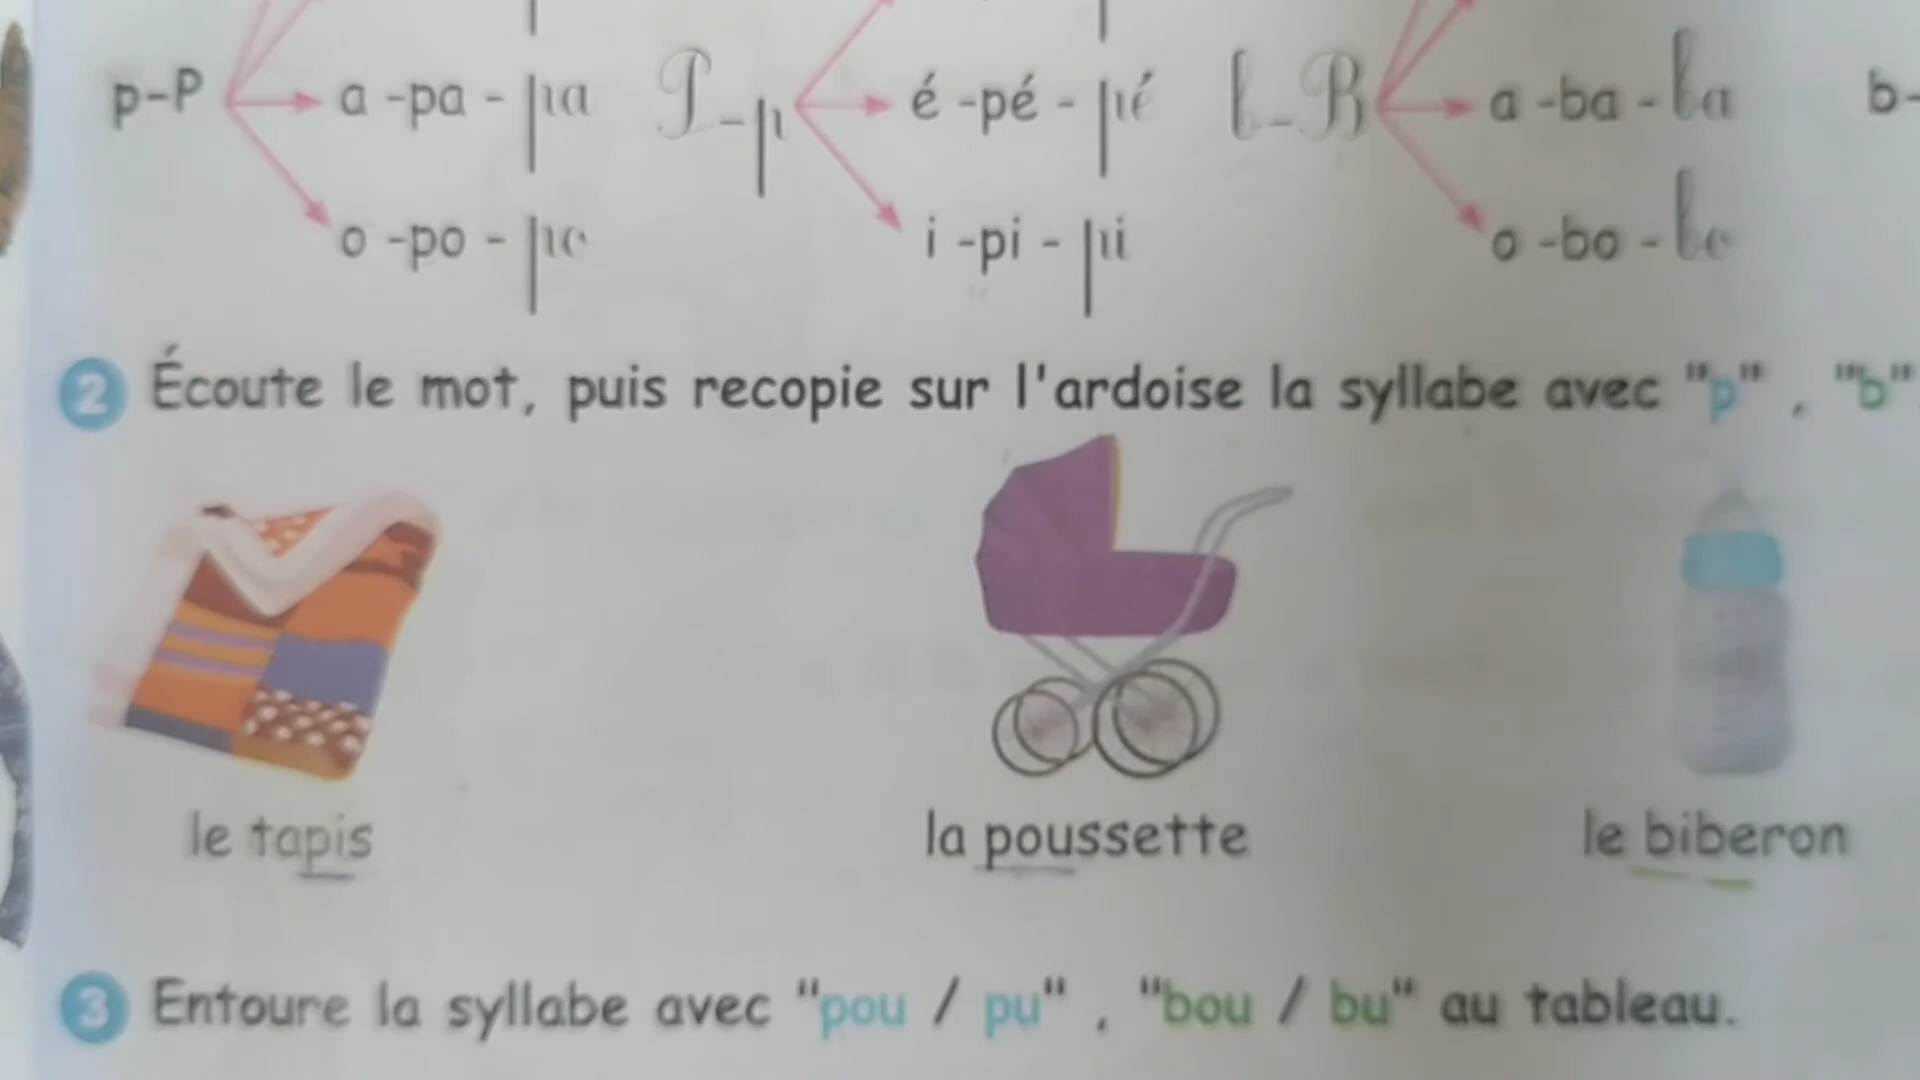 p-P a -pa - pa P-p é -pé - pé b-B a -ba - ba b-
o -po - po i -pi - pi o -bo - bo
2 Écoute le mot, puis recopie sur l'ardoise la syllabe avec "p" , "b"
le tapis la poussette le biberon
3 Entoure la syllabe avec "pou / pu" , "bou / bu" au tableau.